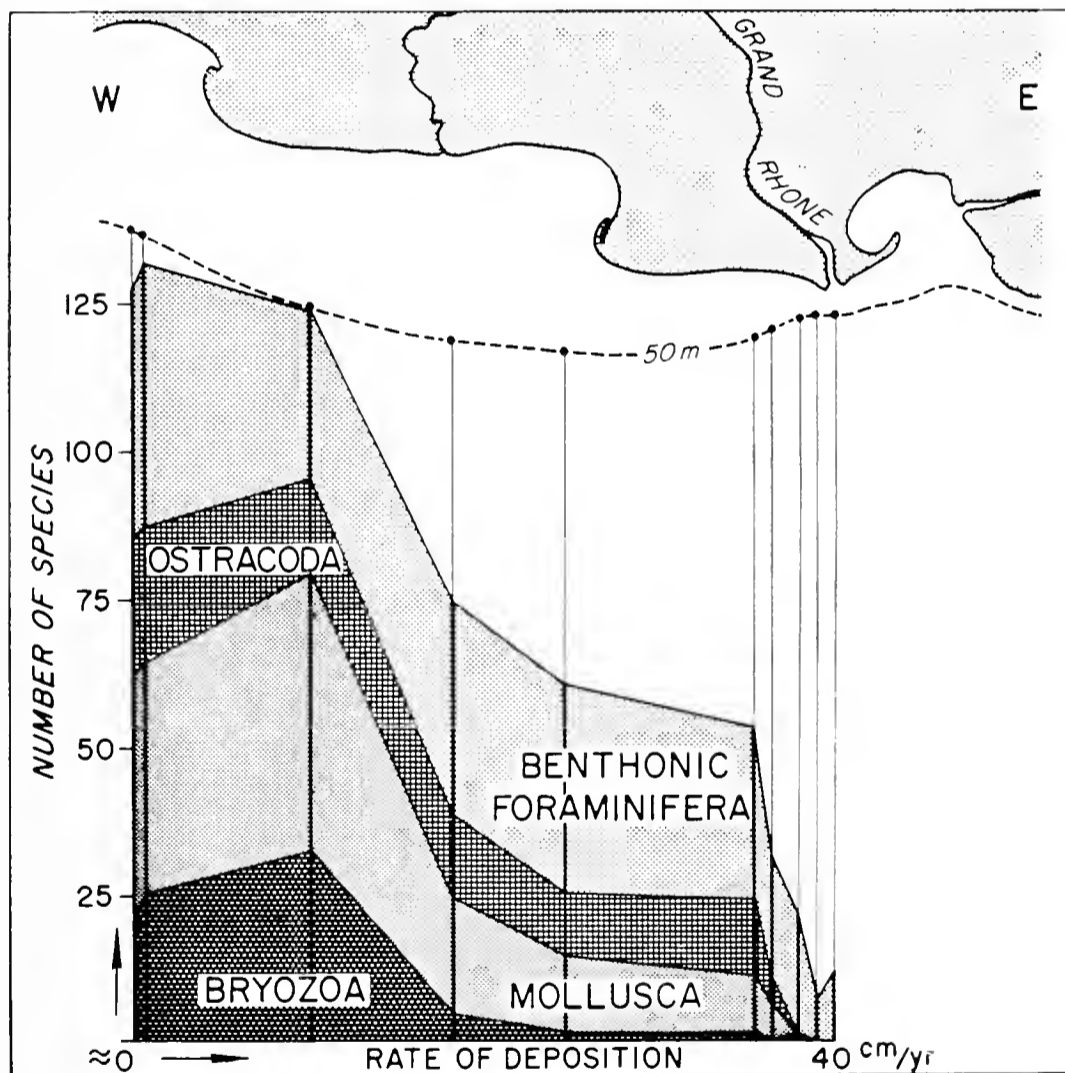 W
GRAND
RHONE
E
50m
NUMBER OF SPECIES
125
100
75
50
25
OSTRACODA
BENTHONIC
FORAMINIFERA
BRYOZOA
MOLLUSCA
≈0
RATE OF DEPOSITION
40 cm/yr